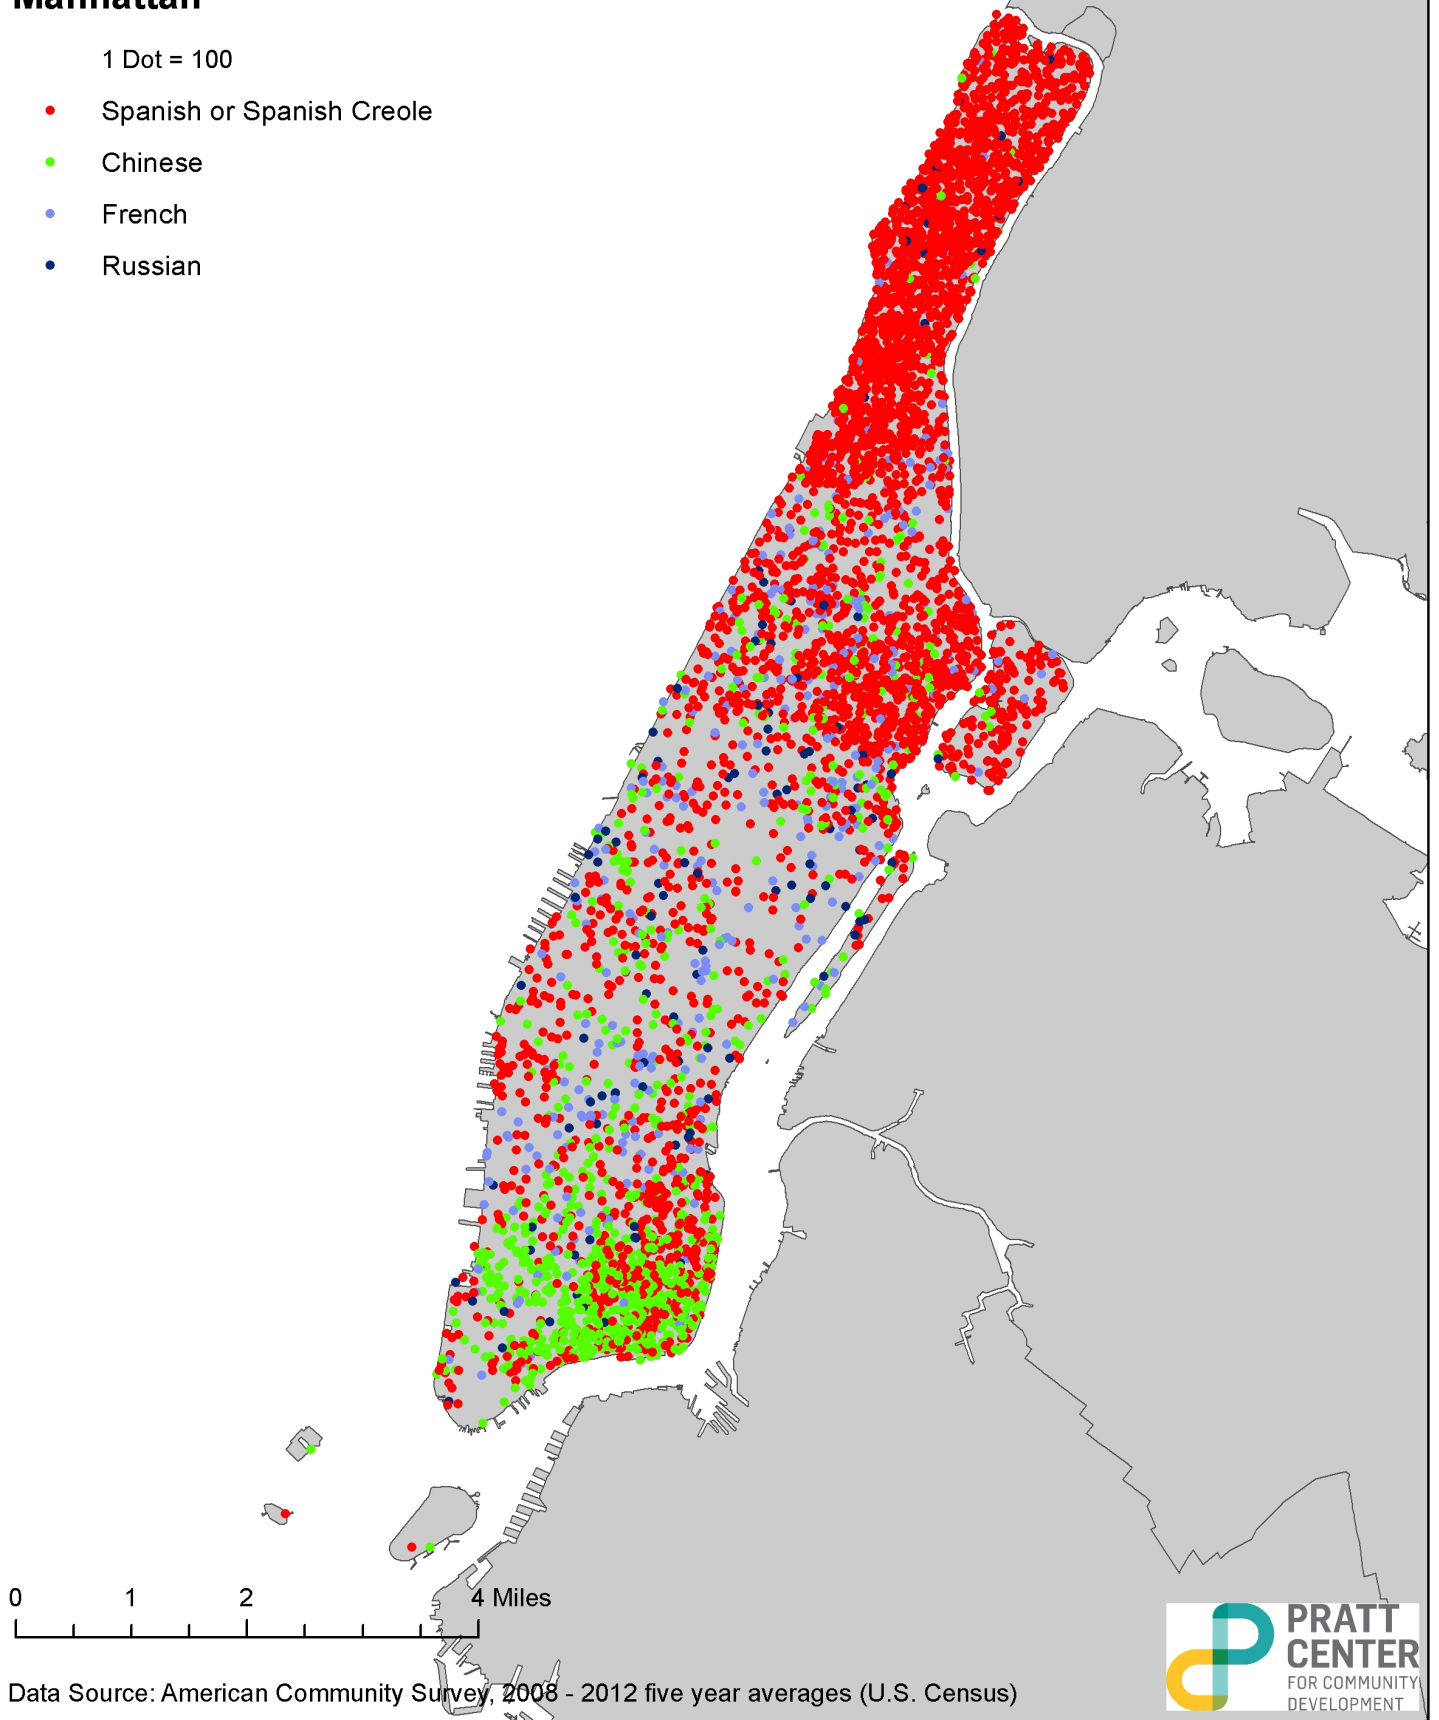 Manhattan
1 Dot = 100
Spanish or Spanish Creole
Chinese
French
Russian
0 1 2 4 Miles
Data Source: American Community Survey, 2008 - 2012 five year averages (U.S. Census)
PRATT
CENTER
FOR COMMUNITY
DEVELOPMENT